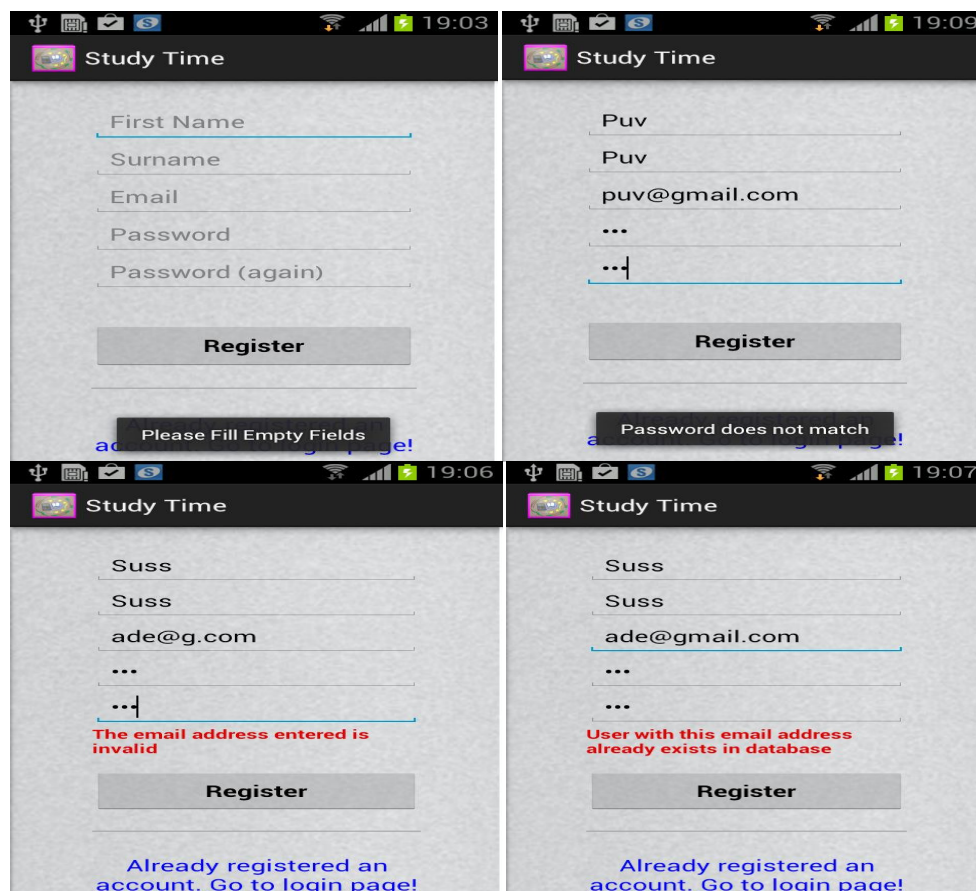 19:03
Study Time
First Name
Surname
Email
Password
Password (again)
Register
Please Fill Empty Fields
19:09
Study Time
Puv
Puv
puv@gmail.com
•••
•••
Register
Already registered an
Password does not match
19:06
Study Time
Suss
Suss
ade@g.com
•••
•••
The email address entered is
invalid
Register
Already registered an
account. Go to login page!
19:07
Study Time
Suss
Suss
ade@gmail.com
•••
•••
User with this email address
already exists in database
Register
Already registered an
account. Go to login page!